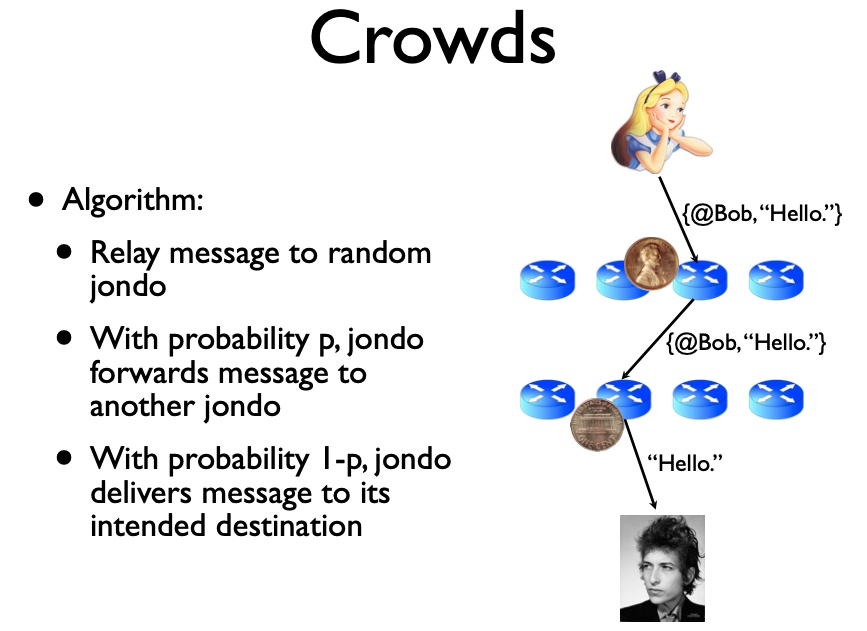 Crowds
• Algorithm:
• Relay message to random
jondo
• With probability p, jondo
forwards message to
another jondo
• With probability 1-p, jondo
delivers message to its
intended destination
{@Bob, “Hello.”}
{@Bob, “Hello.”}
“Hello.”